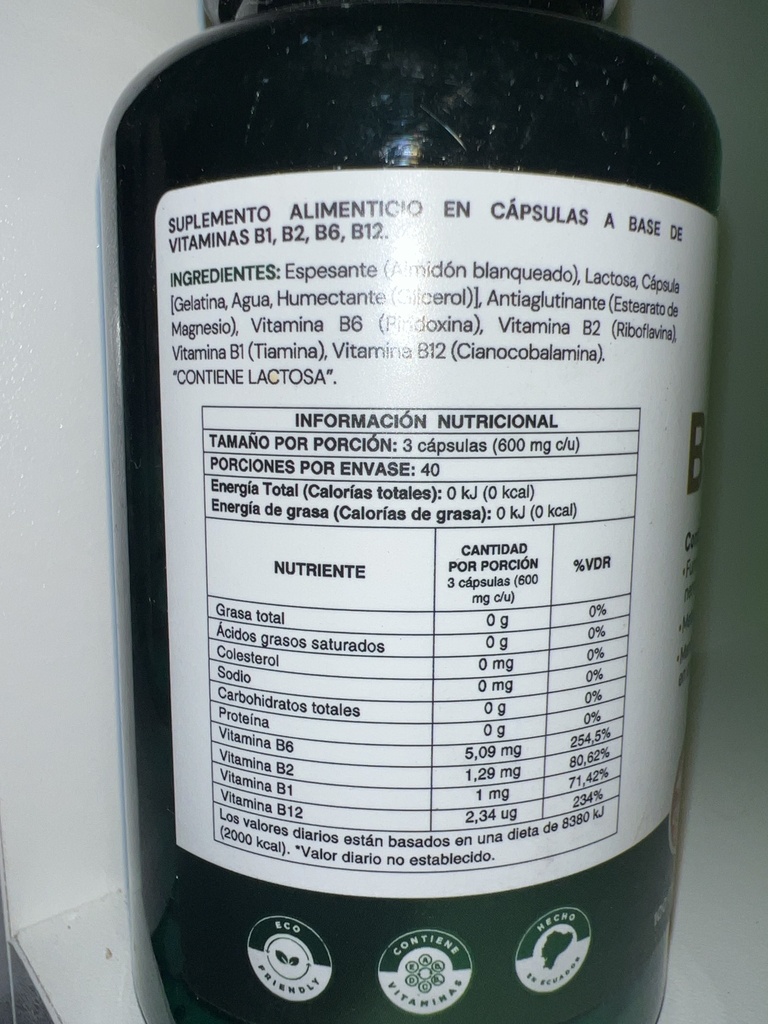 SUPLEMENTO ALIMENTICIO EN CÁPSULAS A BASE DE
VITAMINAS B1, B2, B6, B12.
INGREDIENTES: Espesante (Almidón blanqueado), Lactosa, Cápsula
[Gelatina, Agua, Humectante (Glicerol)], Antiaglutinante (Estearato de
Magnesio), Vitamina B6 (Piridoxina), Vitamina B2 (Riboflavina),
Vitamina B1 (Tiamina), Vitamina B12 (Cianocobalamina).
"CONTIENE LACTOSA".
INFORMACIÓN NUTRICIONAL
TAMAÑO POR PORCIÓN: 3 cápsulas (600 mg c/u)
PORCIONES POR ENVASE: 40
Energía Total (Calorías totales): 0 kJ (0 kcal)
Energía de grasa (Calorías de grasa): 0 kJ (0 kcal)
NUTRIENTE CANTIDAD POR PORCIÓN 3 cápsulas (600 mg c/u) %VDR
Grasa total 0 g 0%
Ácidos grasos saturados 0 g 0%
Colesterol 0 mg 0%
Sodio 0 mg 0%
Carbohidratos totales 0 g 0%
Proteína 0 g 0%
Vitamina B6 5,09 mg 254,5%
Vitamina B2 1,29 mg 80,62%
Vitamina B1 1 mg 71,42%
Vitamina B12 2,34 ug 234%
Los valores diarios están basados en una dieta de 8380 kJ
(2000 kcal). *Valor diario no establecido.
ECO FRIENDLY
CONTIENE VITAMINAS
HECHO EN ECUADOR